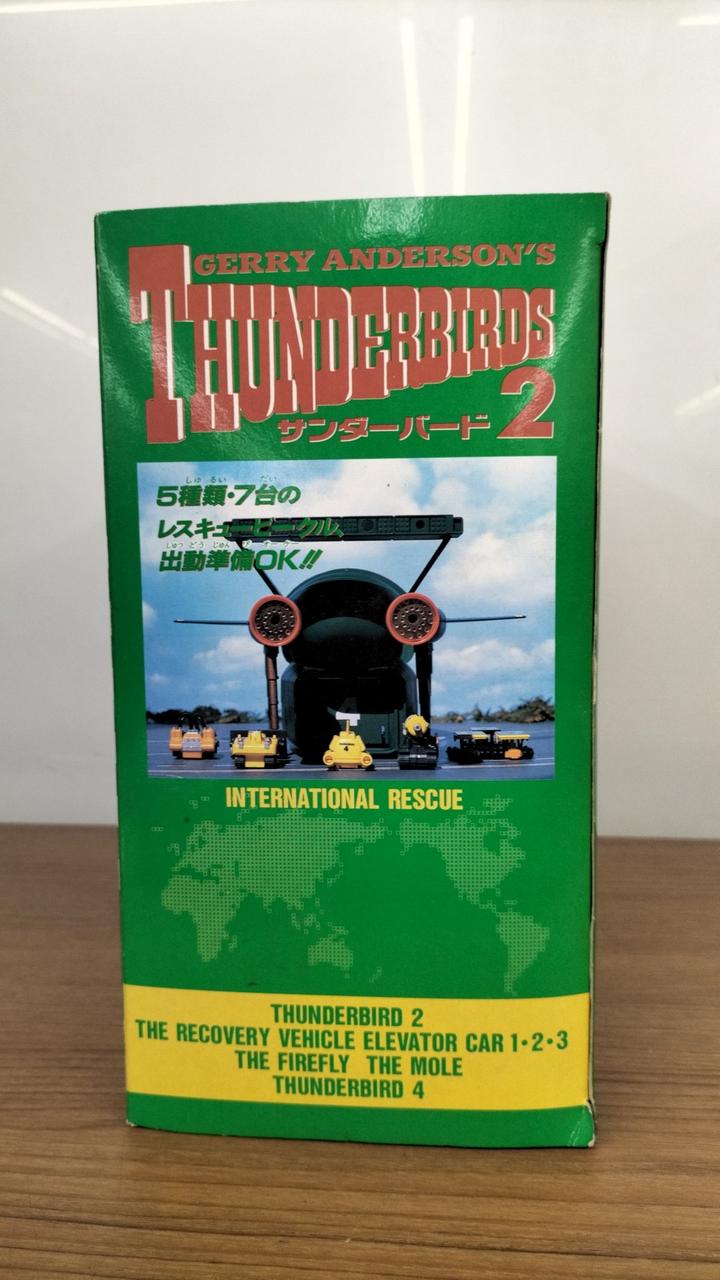 GERRY ANDERSON'S
THUNDERBIRDS
サンダーバード 2
5種類・7台の
レスキュービークル、
出動準備OK!!
4
INTERNATIONAL RESCUE
THUNDERBIRD 2
THE RECOVERY VEHICLE ELEVATOR CAR 1・2・3
THE FIREFLY THE MOLE
THUNDERBIRD 4